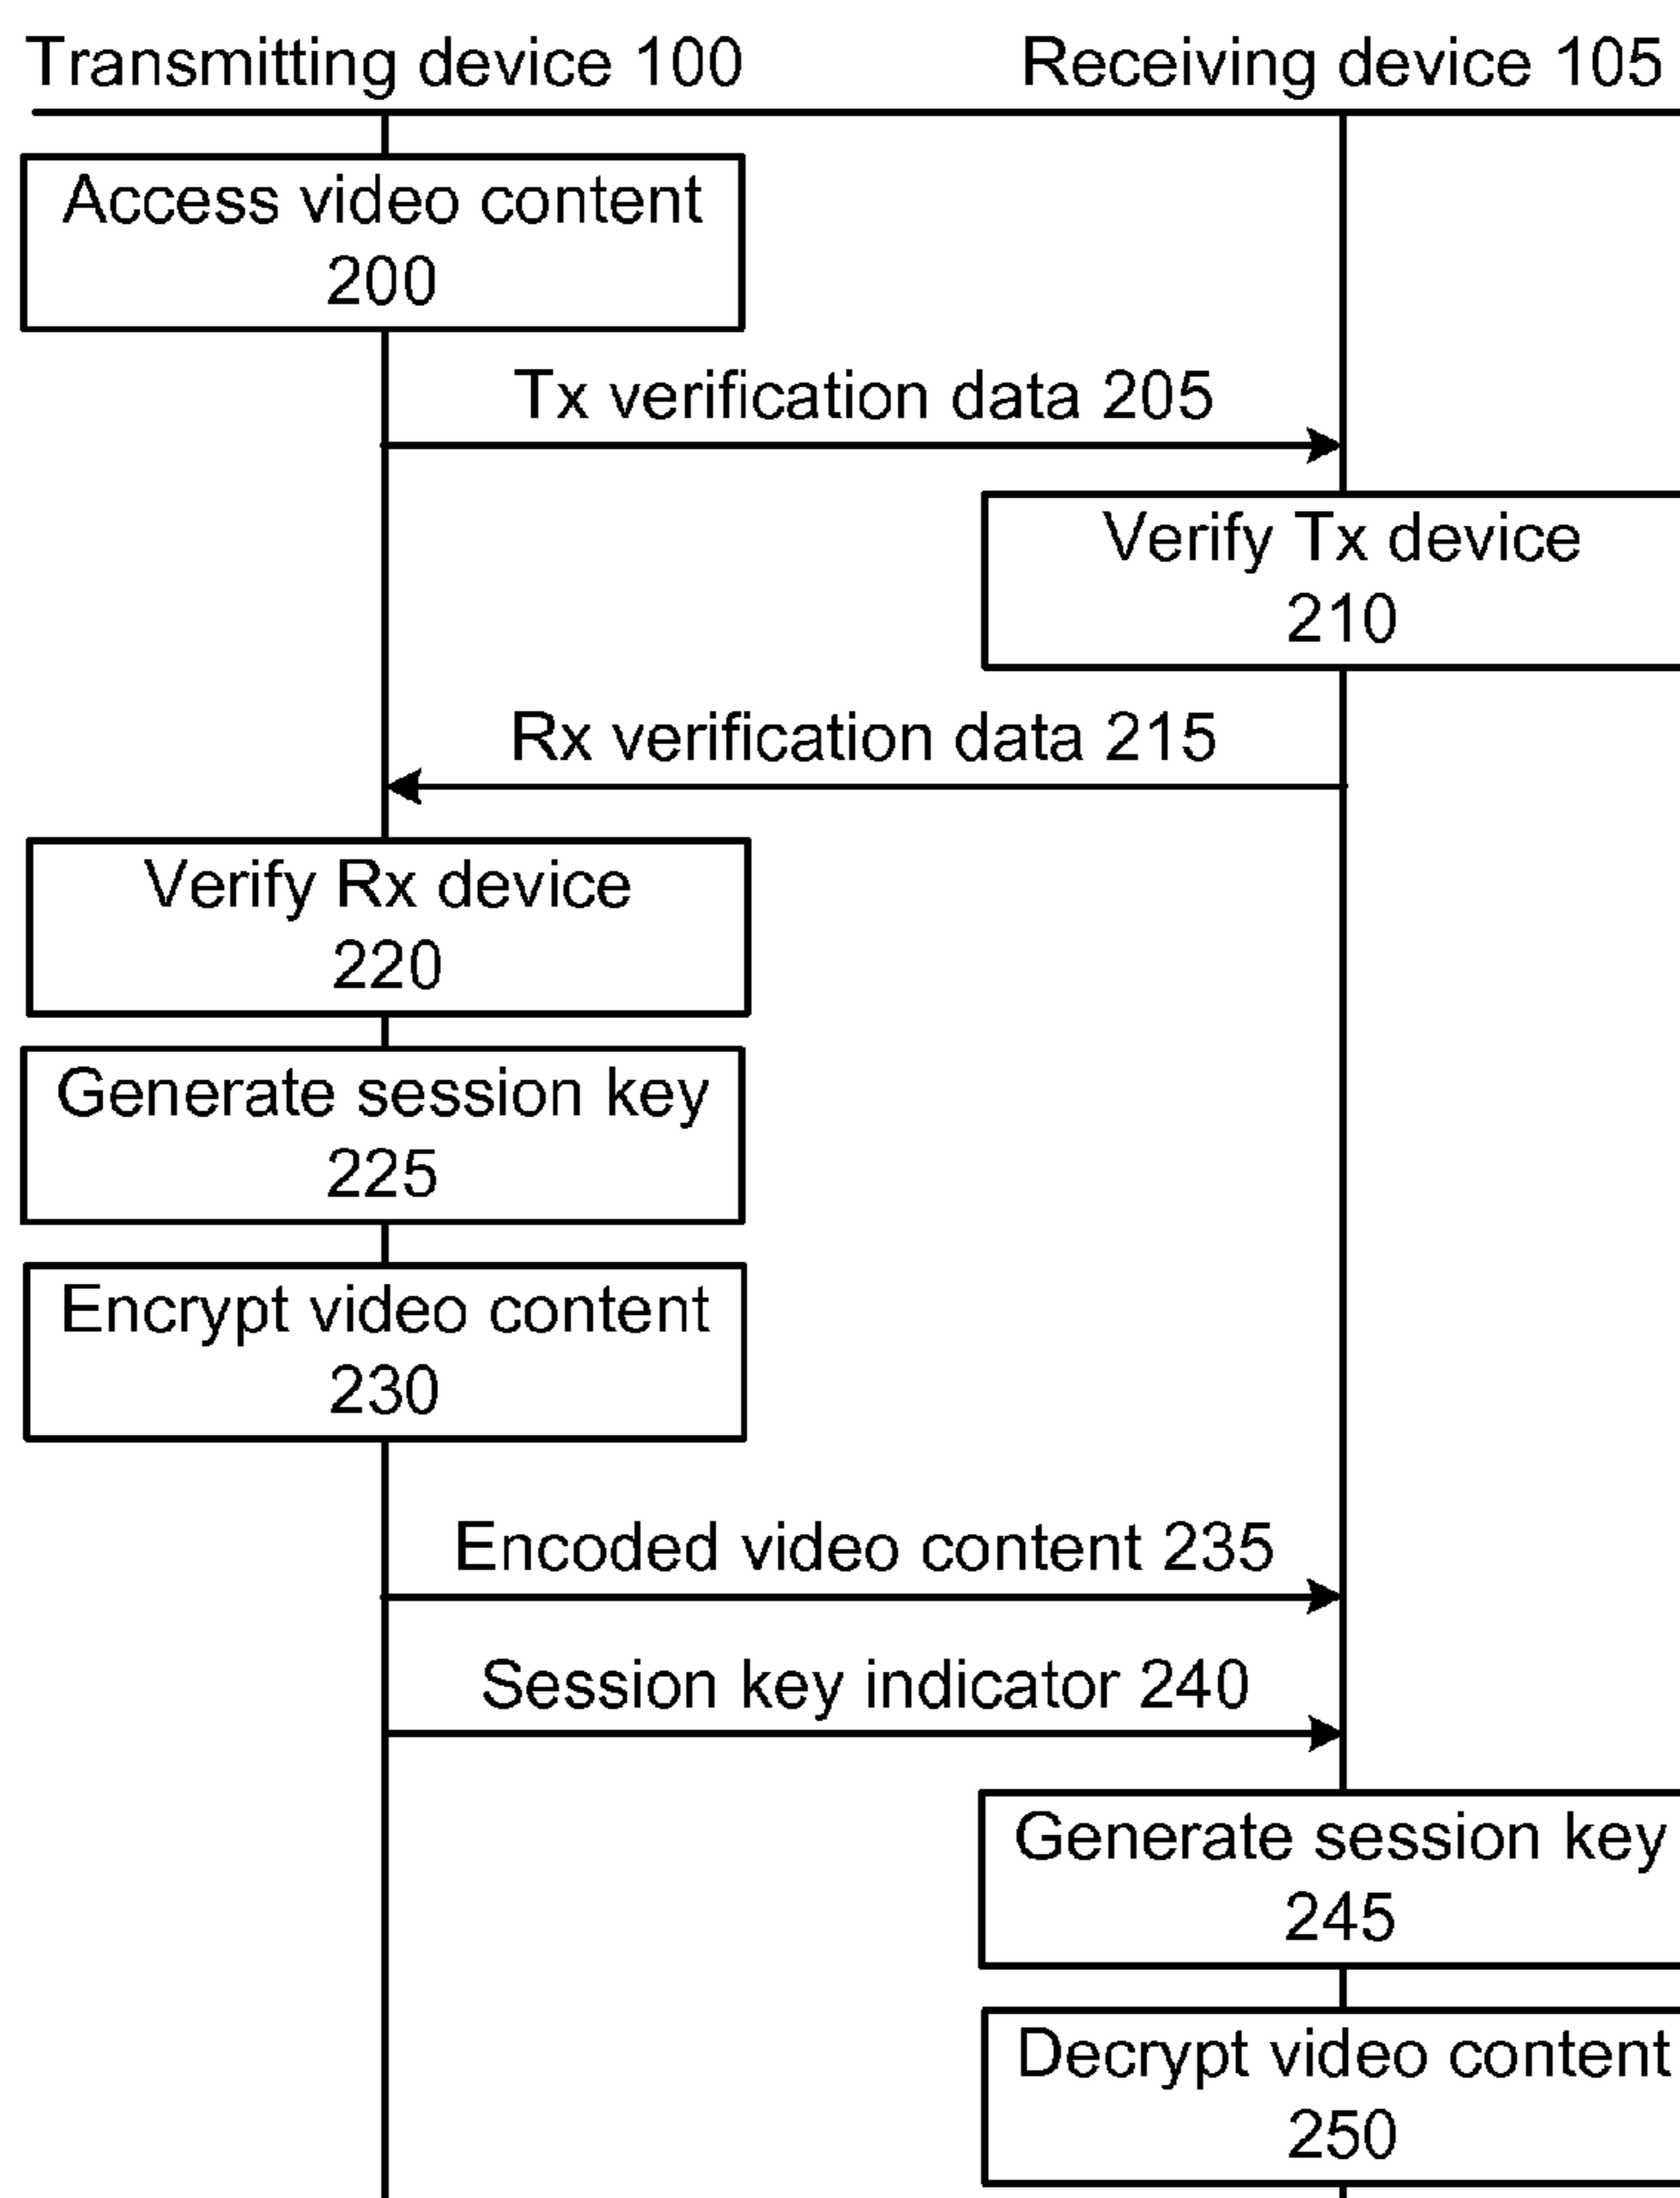 Transmitting device 100
Receiving device 105
Access video content
200
Tx verification data 205
Verify Tx device
210
Rx verification data 215
Verify Rx device
220
Generate session key
225
Encrypt video content
230
Encoded video content 235
Session key indicator 240
Generate session key
245
Decrypt video content
250